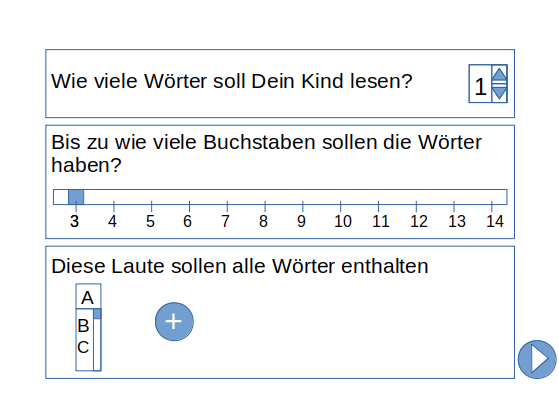 Wie viele Wörter soll Dein Kind lesen?
1
Bis zu wie viele Buchstaben sollen die Wörter
haben?
3 4 5 6 7 8 9 10 11 12 13 14
Diese Laute sollen alle Wörter enthalten
A
B
C
+